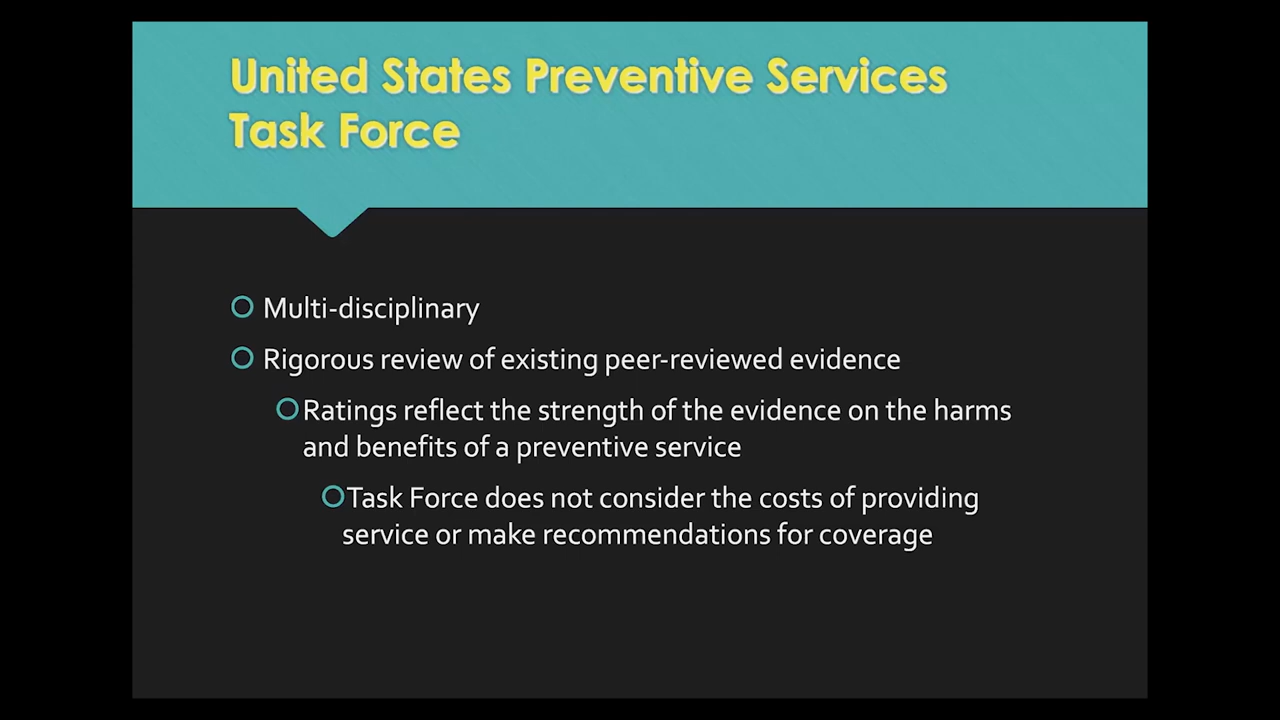 United States Preventive Services
Task Force
Multi-disciplinary
Rigorous review of existing peer-reviewed evidence
Ratings reflect the strength of the evidence on the harms
and benefits of a preventive service
Task Force does not consider the costs of providing
service or make recommendations for coverage